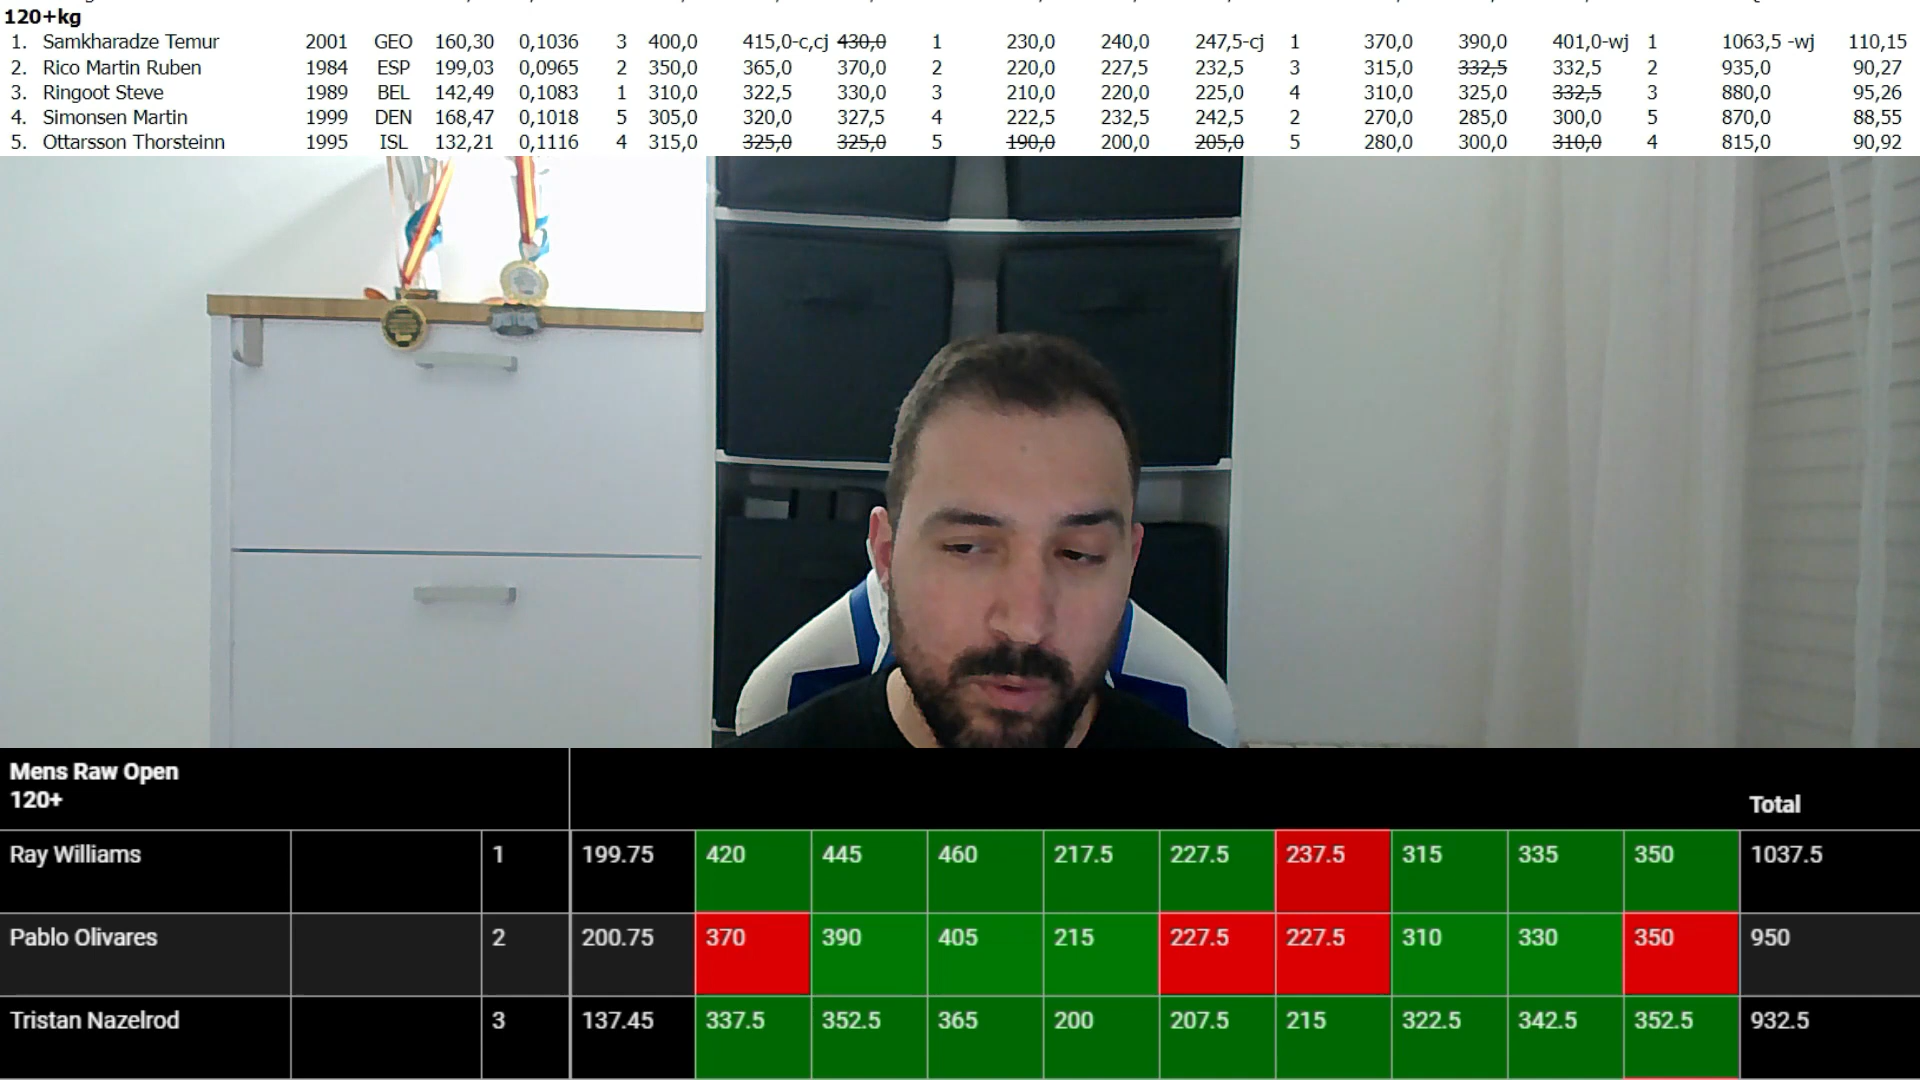 120+kg
1. Samkharadze Temur 2001 GEO 160,30 0,1036 3 400,0 415,0-c,cj 430,0 1 230,0 240,0 247,5-cj 1 370,0 390,0 401,0-wj 1 1063,5 -wj 110,15
2. Rico Martin Ruben 1984 ESP 199,03 0,0965 2 350,0 365,0 370,0 2 220,0 227,5 232,5 3 315,0 332,5 332,5 2 935,0 90,27
3. Ringoot Steve 1989 BEL 142,49 0,1083 1 310,0 322,5 330,0 3 210,0 220,0 225,0 4 310,0 325,0 332,5 3 880,0 95,26
4. Simonsen Martin 1999 DEN 168,47 0,1018 5 305,0 320,0 327,5 4 222,5 232,5 242,5 2 270,0 285,0 300,0 5 870,0 88,55
5. Ottarsson Thorsteinn 1995 ISL 132,21 0,1116 4 315,0 325,0 325,0 5 190,0 200,0 205,0 5 280,0 300,0 310,0 4 815,0 90,92
Mens Raw Open
120+ Total
Ray Williams 1 199.75 420 445 460 217.5 227.5 237.5 315 335 350 1037.5
Pablo Olivares 2 200.75 370 390 405 215 227.5 227.5 310 330 350 950
Tristan Nazelrod 3 137.45 337.5 352.5 365 200 207.5 215 322.5 342.5 352.5 932.5